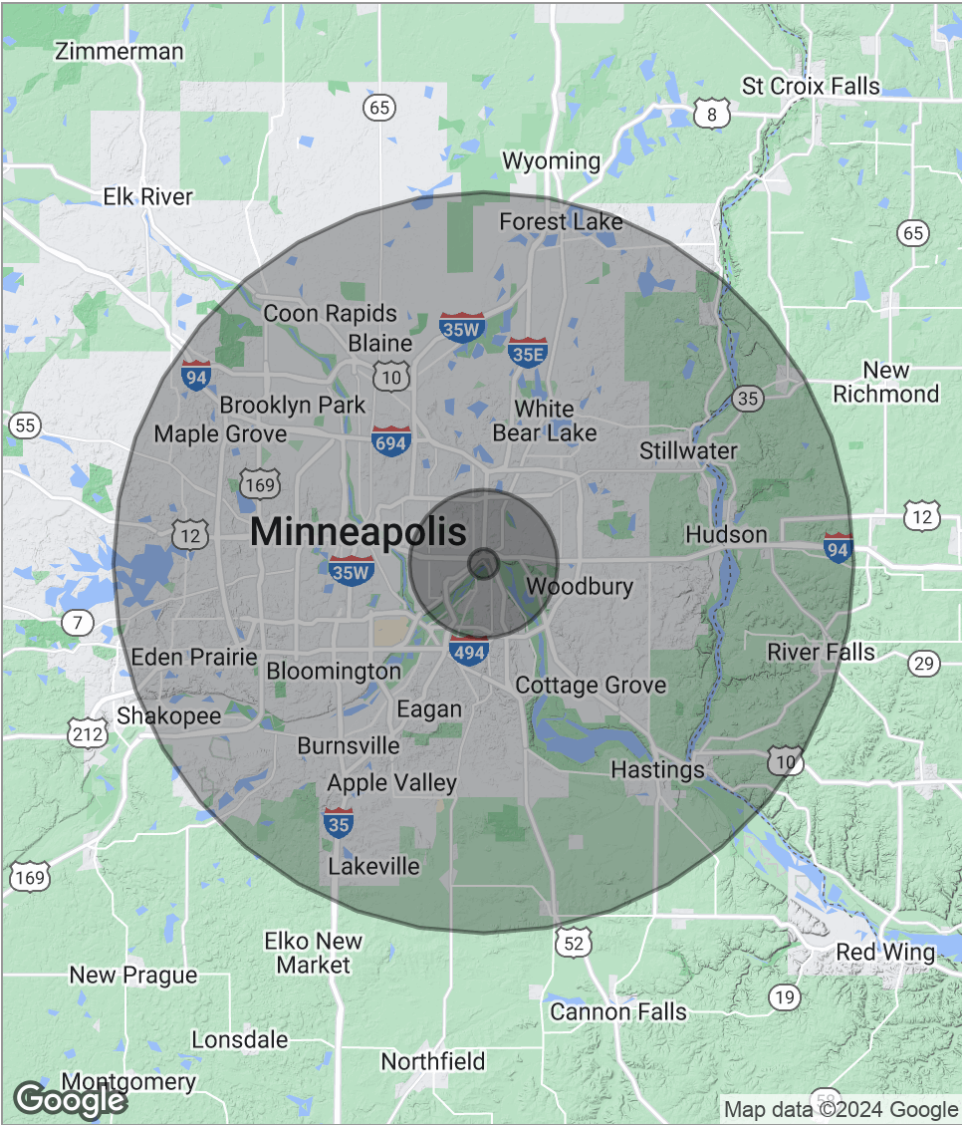 Zimmerman
St Croix Falls
65
8
Wyoming
Elk River
Forest Lake
65
Coon Rapids
35W
Blaine
35E
94
10
New
Richmond
35
Brooklyn Park
White
Bear Lake
55
Maple Grove
694
Stillwater
169
12
Minneapolis
12
Hudson
94
35W
Woodbury
7
494
Eden Prairie
River Falls
29
Bloomington
Cottage Grove
Eagan
Shakopee
212
Burnsville
10
Hastings
Apple Valley
35
Lakeville
169
Elko New
Market
52
Red Wing
New Prague
19
Cannon Falls
Lonsdale
Northfield
Montgomery
Google
58
Map data ©2024 Google